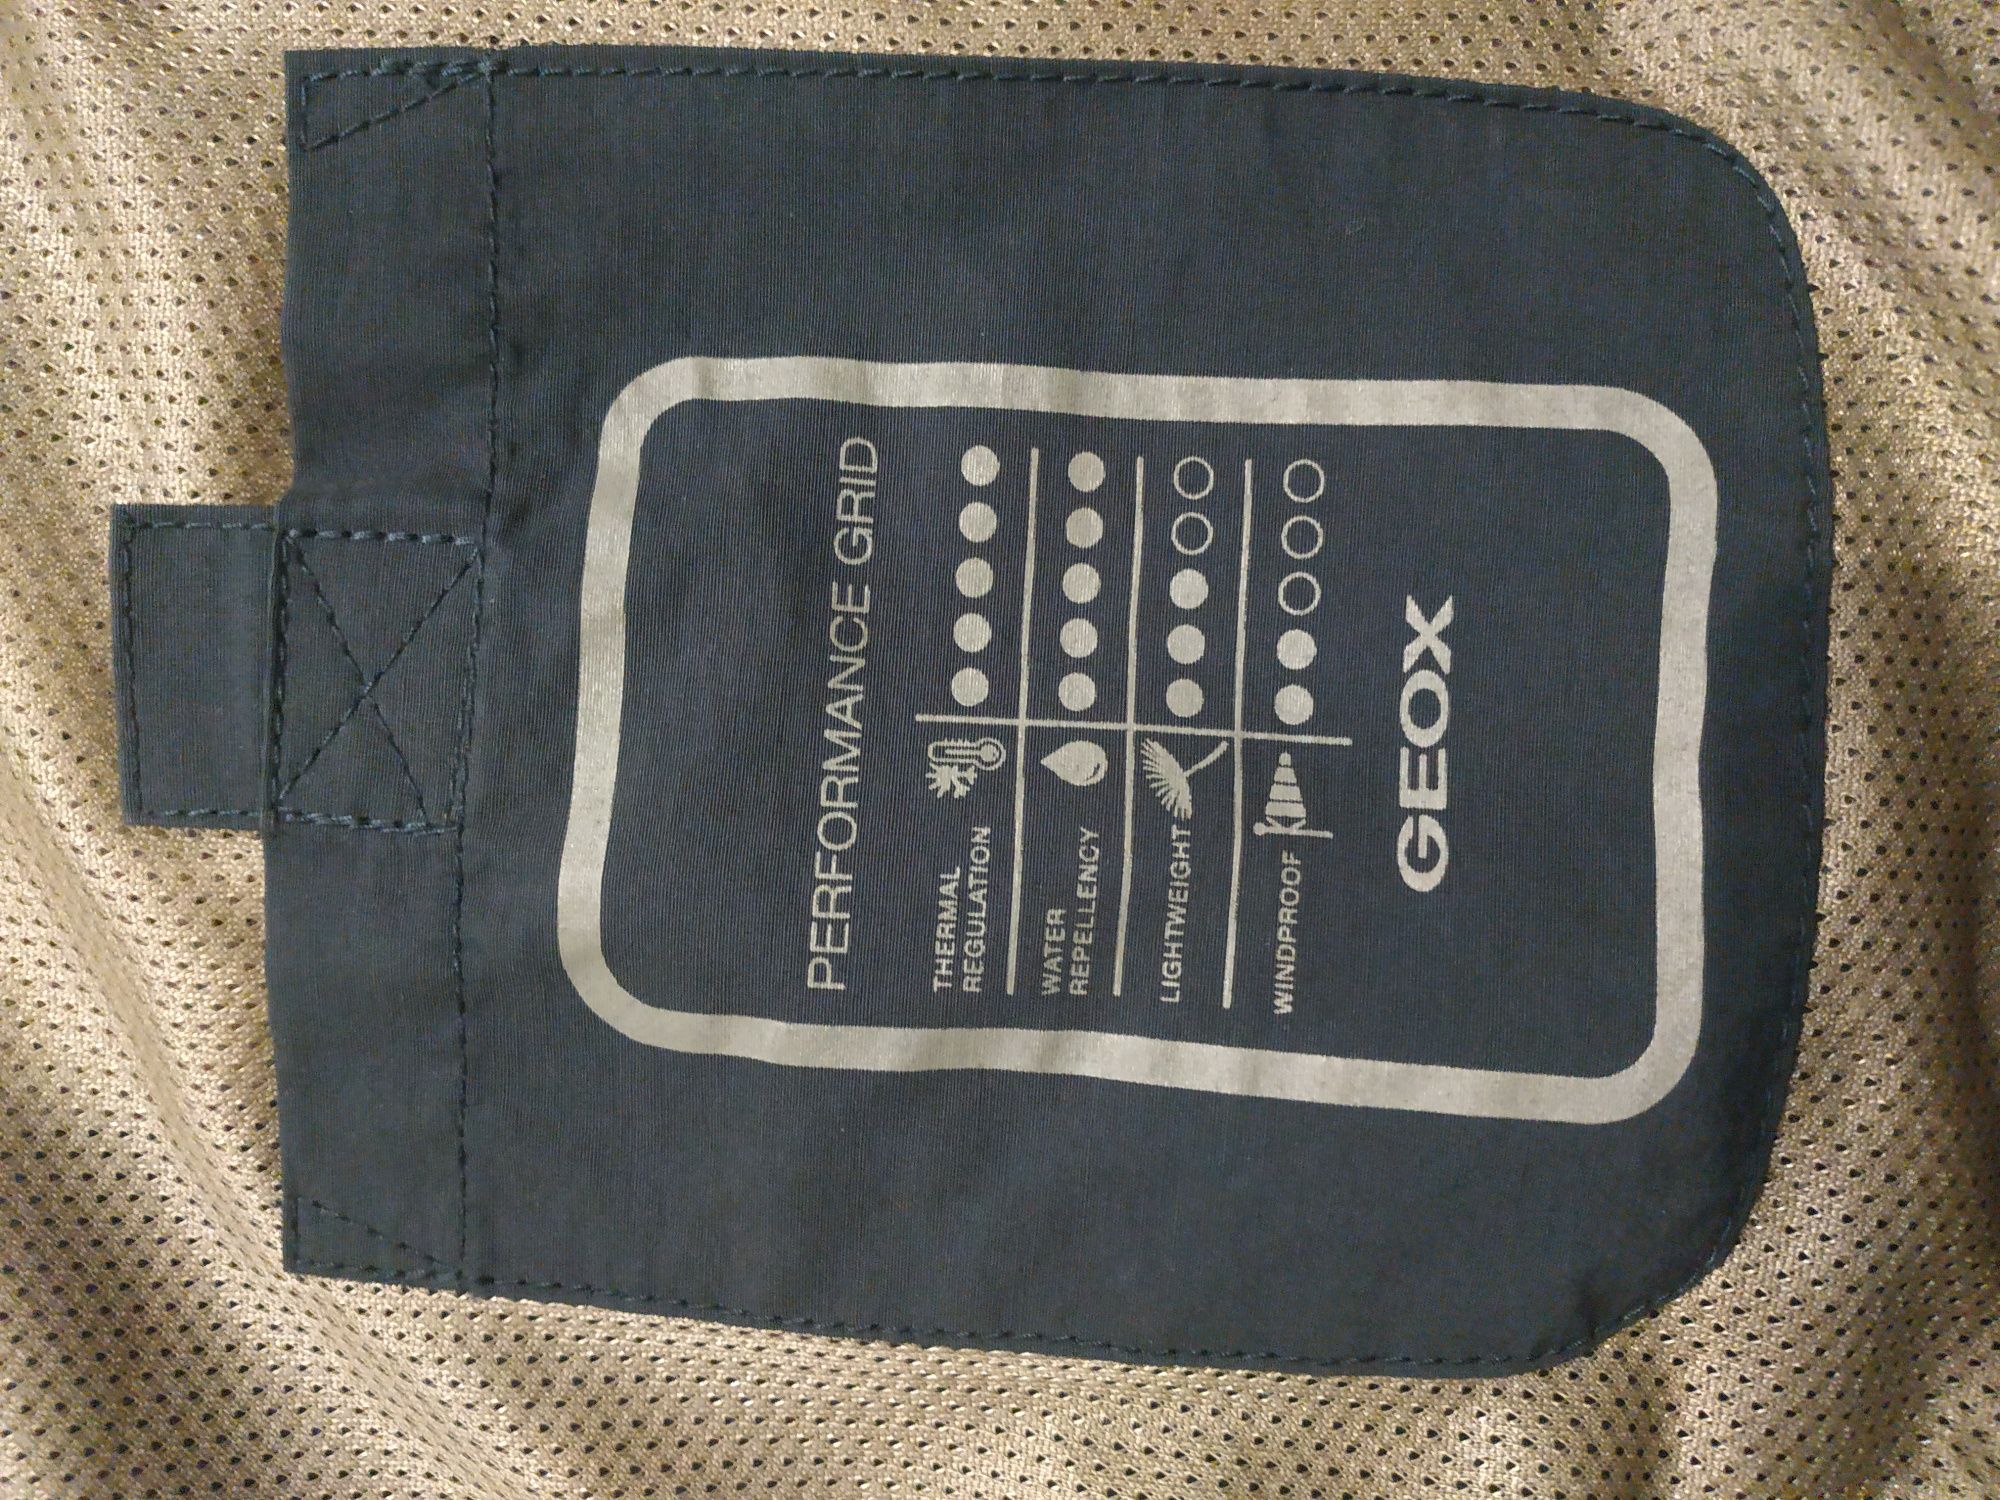 PERFORMANCE GRID
THERMAL
REGULATION
WATER
REPELLENCY
LIGHTWEIGHT
WINDPROOF
GEOX